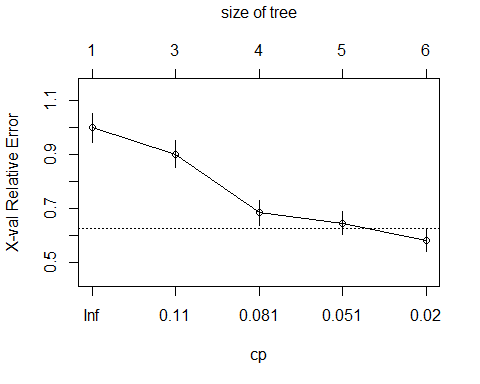 size of tree
1 3 4 5 6
X-val Relative Error
1.1
0.9
0.7
0.5
Inf 0.11 0.081 0.051 0.02
cp